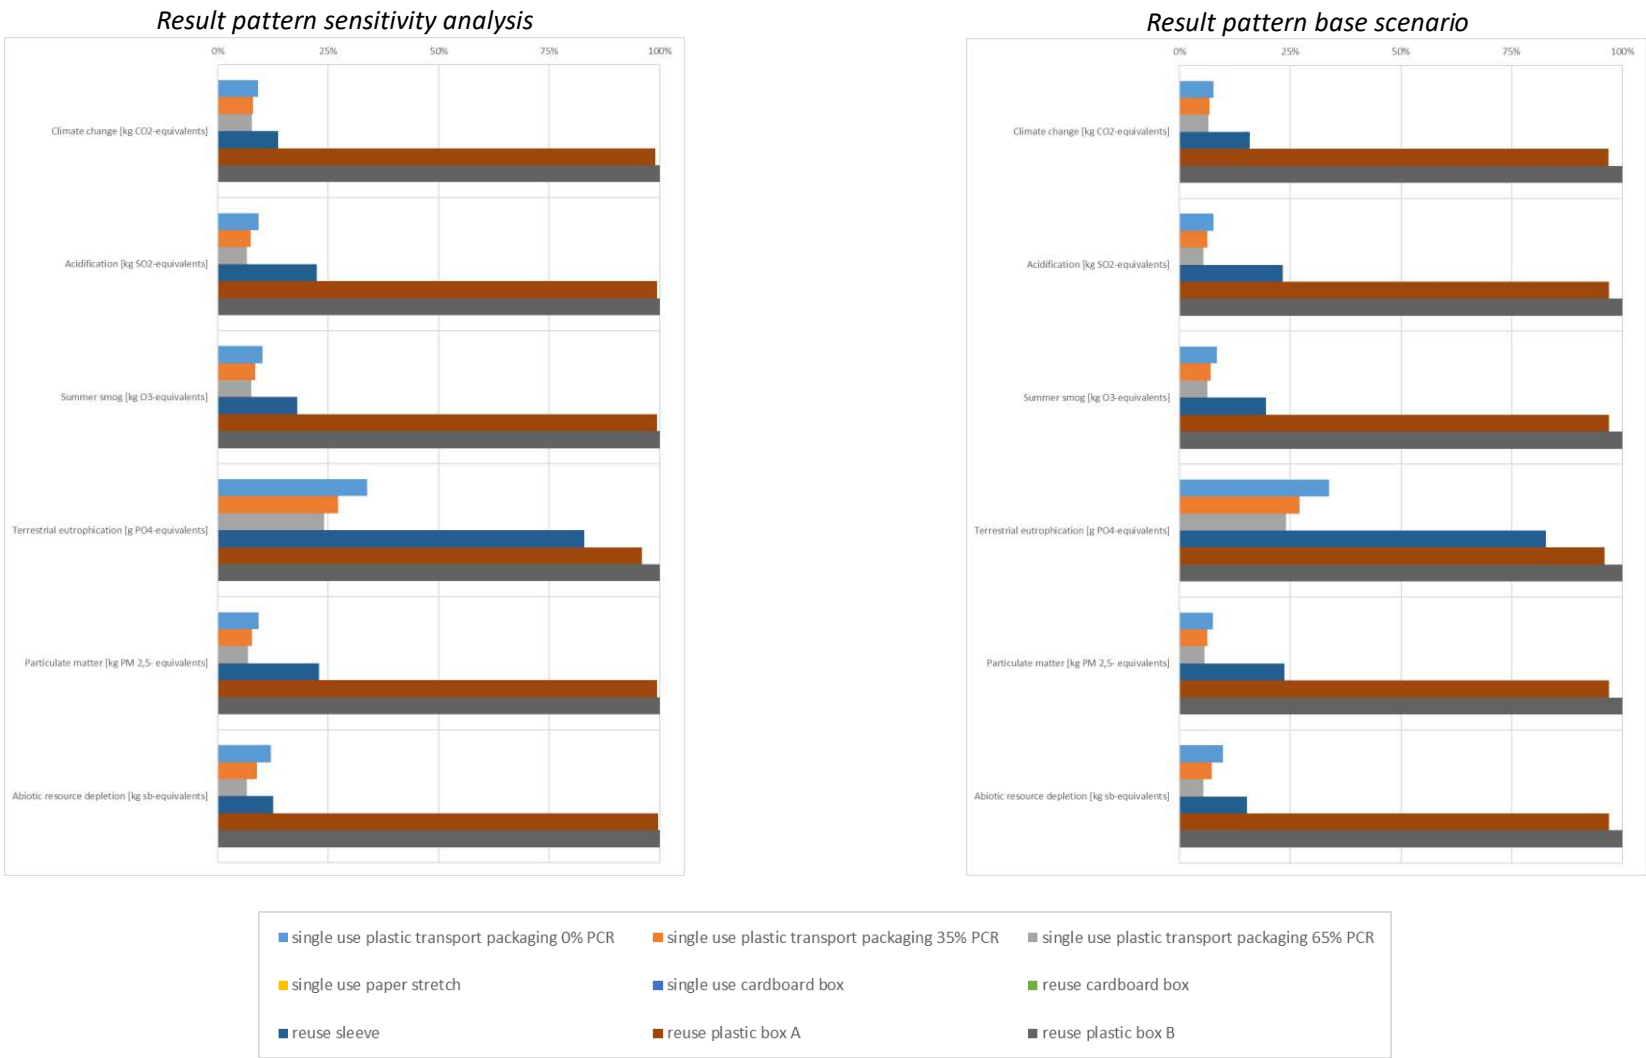 Result pattern sensitivity analysis
0% 25% 50% 75% 100%
Climate change [kg CO2-equivalents]
Acidification [kg SO2-equivalents]
Summer smog [kg O3-equivalents]
Terrestrial eutrophication [g PO4-equivalents]
Particulate matter [kg PM 2,5- equivalents]
Abiotic resource depletion [kg sb-equivalents]
Result pattern base scenario
0% 25% 50% 75% 100%
Climate change [kg CO2-equivalents]
Acidification [kg SO2-equivalents]
Summer smog [kg O3-equivalents]
Terrestrial eutrophication [g PO4-equivalents]
Particulate matter [kg PM 2,5- equivalents]
Abiotic resource depletion [kg sb-equivalents]
single use plastic transport packaging 0% PCR single use plastic transport packaging 35% PCR single use plastic transport packaging 65% PCR
single use paper stretch single use cardboard box reuse cardboard box
reuse sleeve reuse plastic box A reuse plastic box B